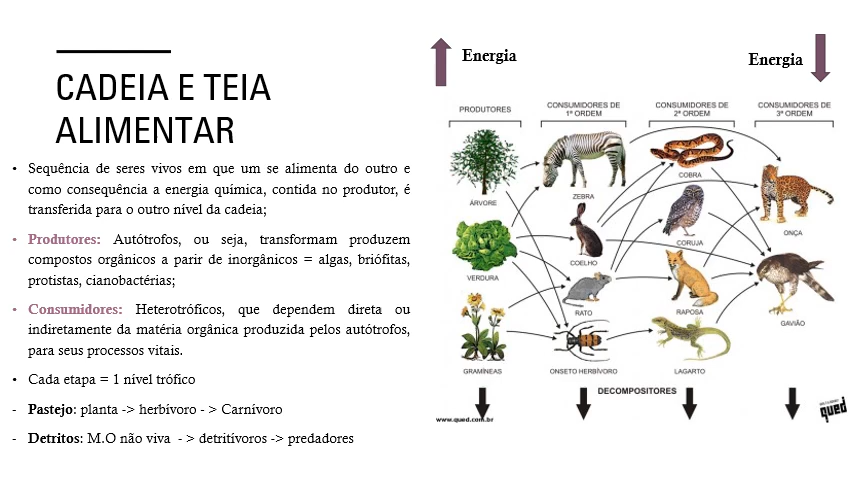 CADEIA E TEIA
ALIMENTAR
• Sequência de seres vivos em que um se alimenta do outro e
como consequência a energia química, contida no produtor, é
transferida para o outro nível da cadeia;
• Produtores: Autótrofos, ou seja, transformam produzem
compostos orgânicos a parir de inorgânicos = algas, briófitas,
protistas, cianobactérias;
• Consumidores: Heterotróficos, que dependem direta ou
indiretamente da matéria orgânica produzida pelos autótrofos,
para seus processos vitais.
• Cada etapa = 1 nível trófico
- Pastejo: planta -> herbívoro - > Carnívoro
- Detritos: M.O não viva - > detritívoros -> predadores
Energia
Energia
PRODUTORES
CONSUMIDORES DE
1ª ORDEM
CONSUMIDORES DE
2ª ORDEM
CONSUMIDORES DE
3ª ORDEM
ÁRVORE
ZEBRA
COBRA
ONÇA
VERDURA
COELHO
CORUJA
RATO
RAPOSA
GAVIÃO
GRAMÍNEAS
ONSETO HERBÍVORO
LAGARTO
DECOMPOSITORES
www.qued.com.br
qued